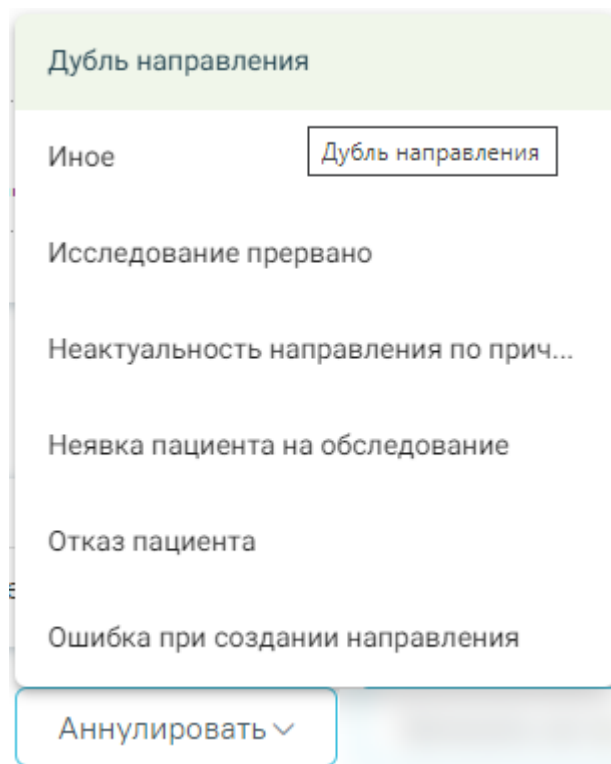 Дубль направления
Иное
Дубль направления
Исследование прервано
Неактуальность направления по прич...
Неявка пациента на обследование
Отказ пациента
Ошибка при создании направления
Аннулировать